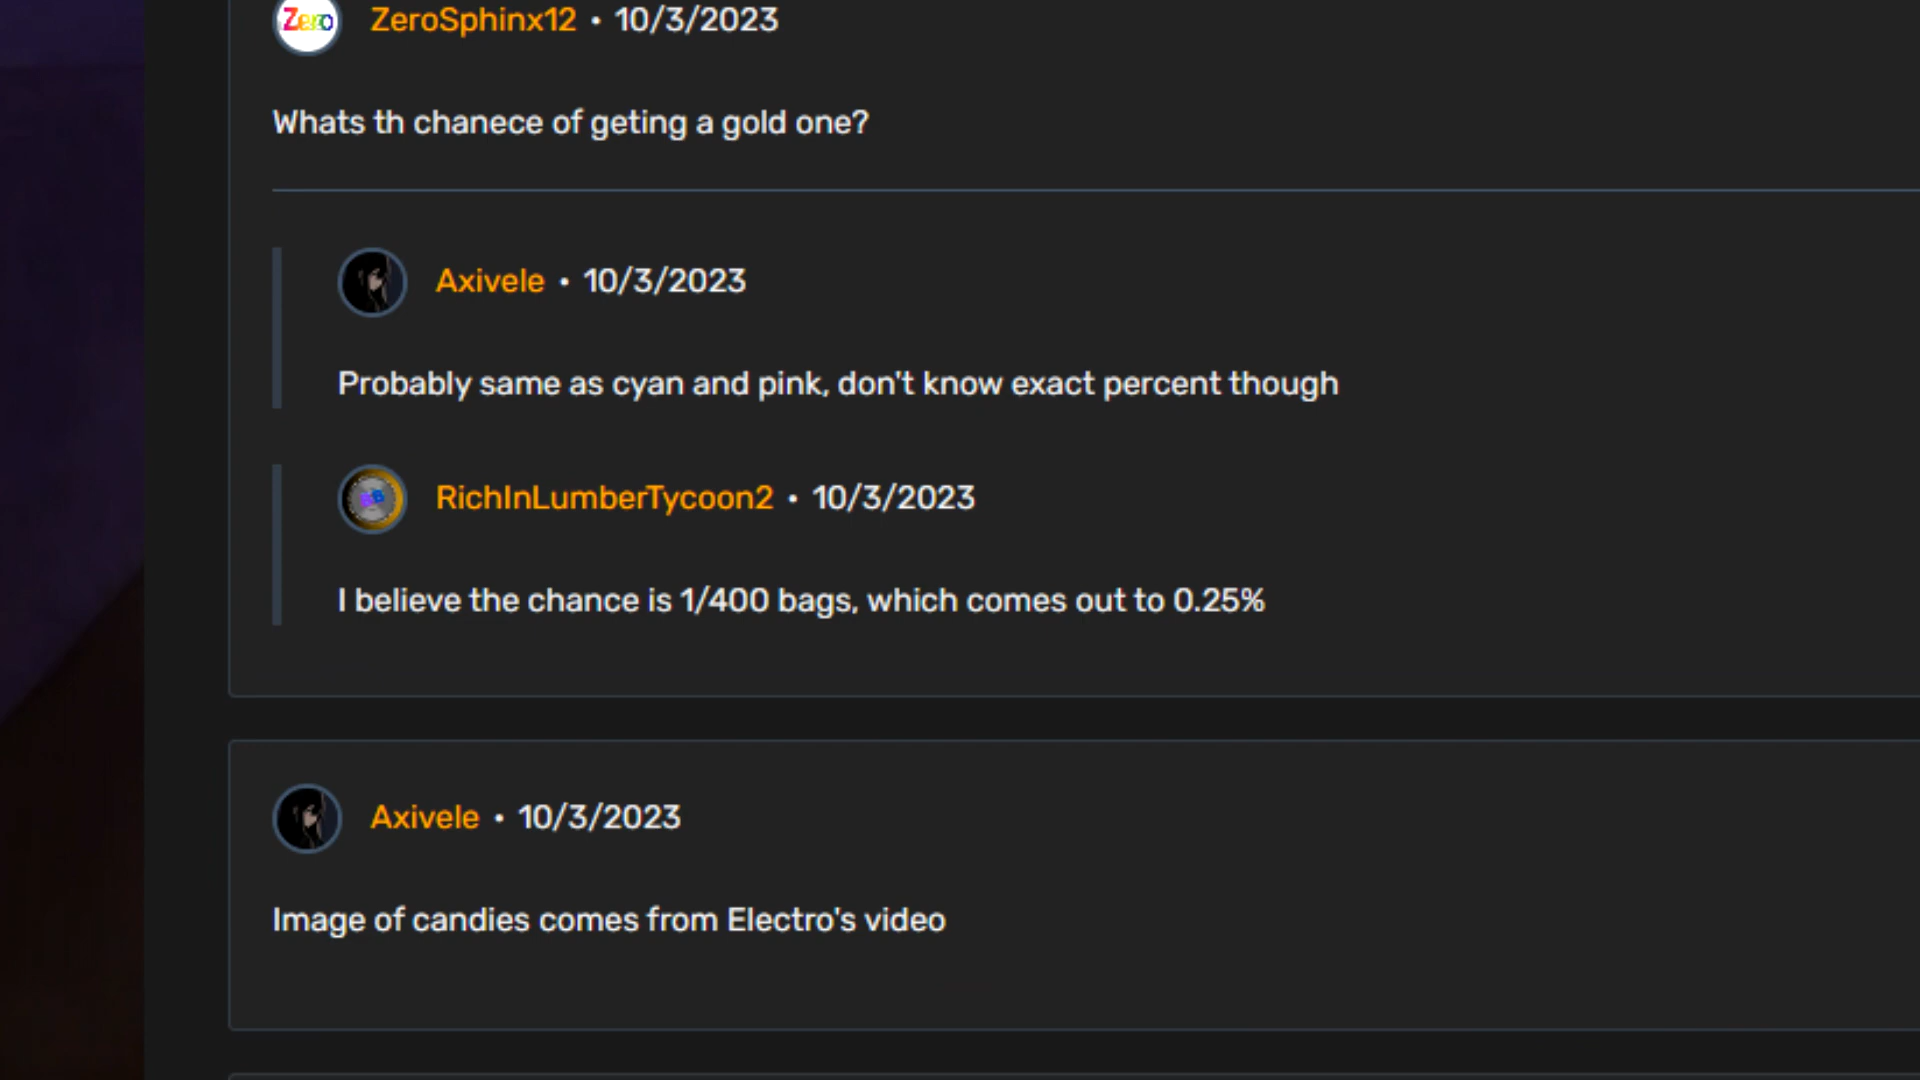 Zero
ZeroSphinx12 • 10/3/2023
Whats th chanece of geting a gold one?
Axivele • 10/3/2023
Probably same as cyan and pink, don't know exact percent though
RichInLumberTycoon2 • 10/3/2023
I believe the chance is 1/400 bags, which comes out to 0.25%
Axivele • 10/3/2023
Image of candies comes from Electro's video